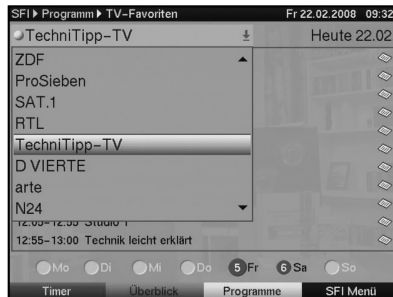 SFI Programm TV-Favoriten Fr 22.02.2008 09:32
TechniTipp-TV Heute 22.02
ZDF
ProSieben
SAT.1
RTL
TechniTipp-TV
D VIERTE
arte
N24
12:05-12:55 Studio 1
12:55-13:00 Technik leicht erklärt
Mo Di Mi Do 5 Fr 6 Sa So
Timer Überblick Programme SFI Menü